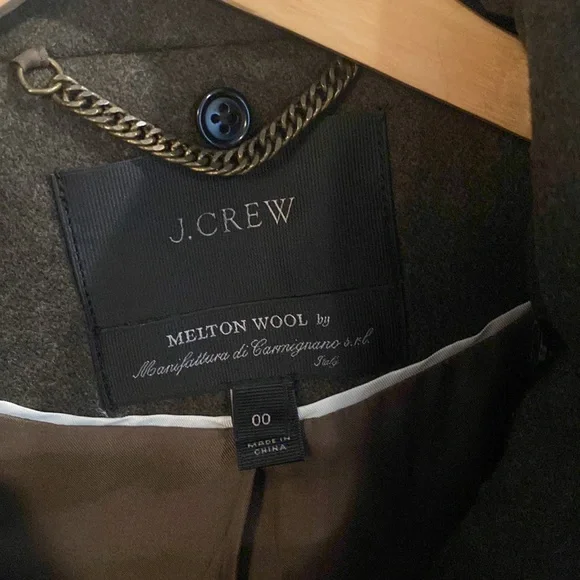 J.CREW
MELTON WOOL by
Manifattura di Carmignano s.r.l.
Italy
00
MADE IN
CHINA